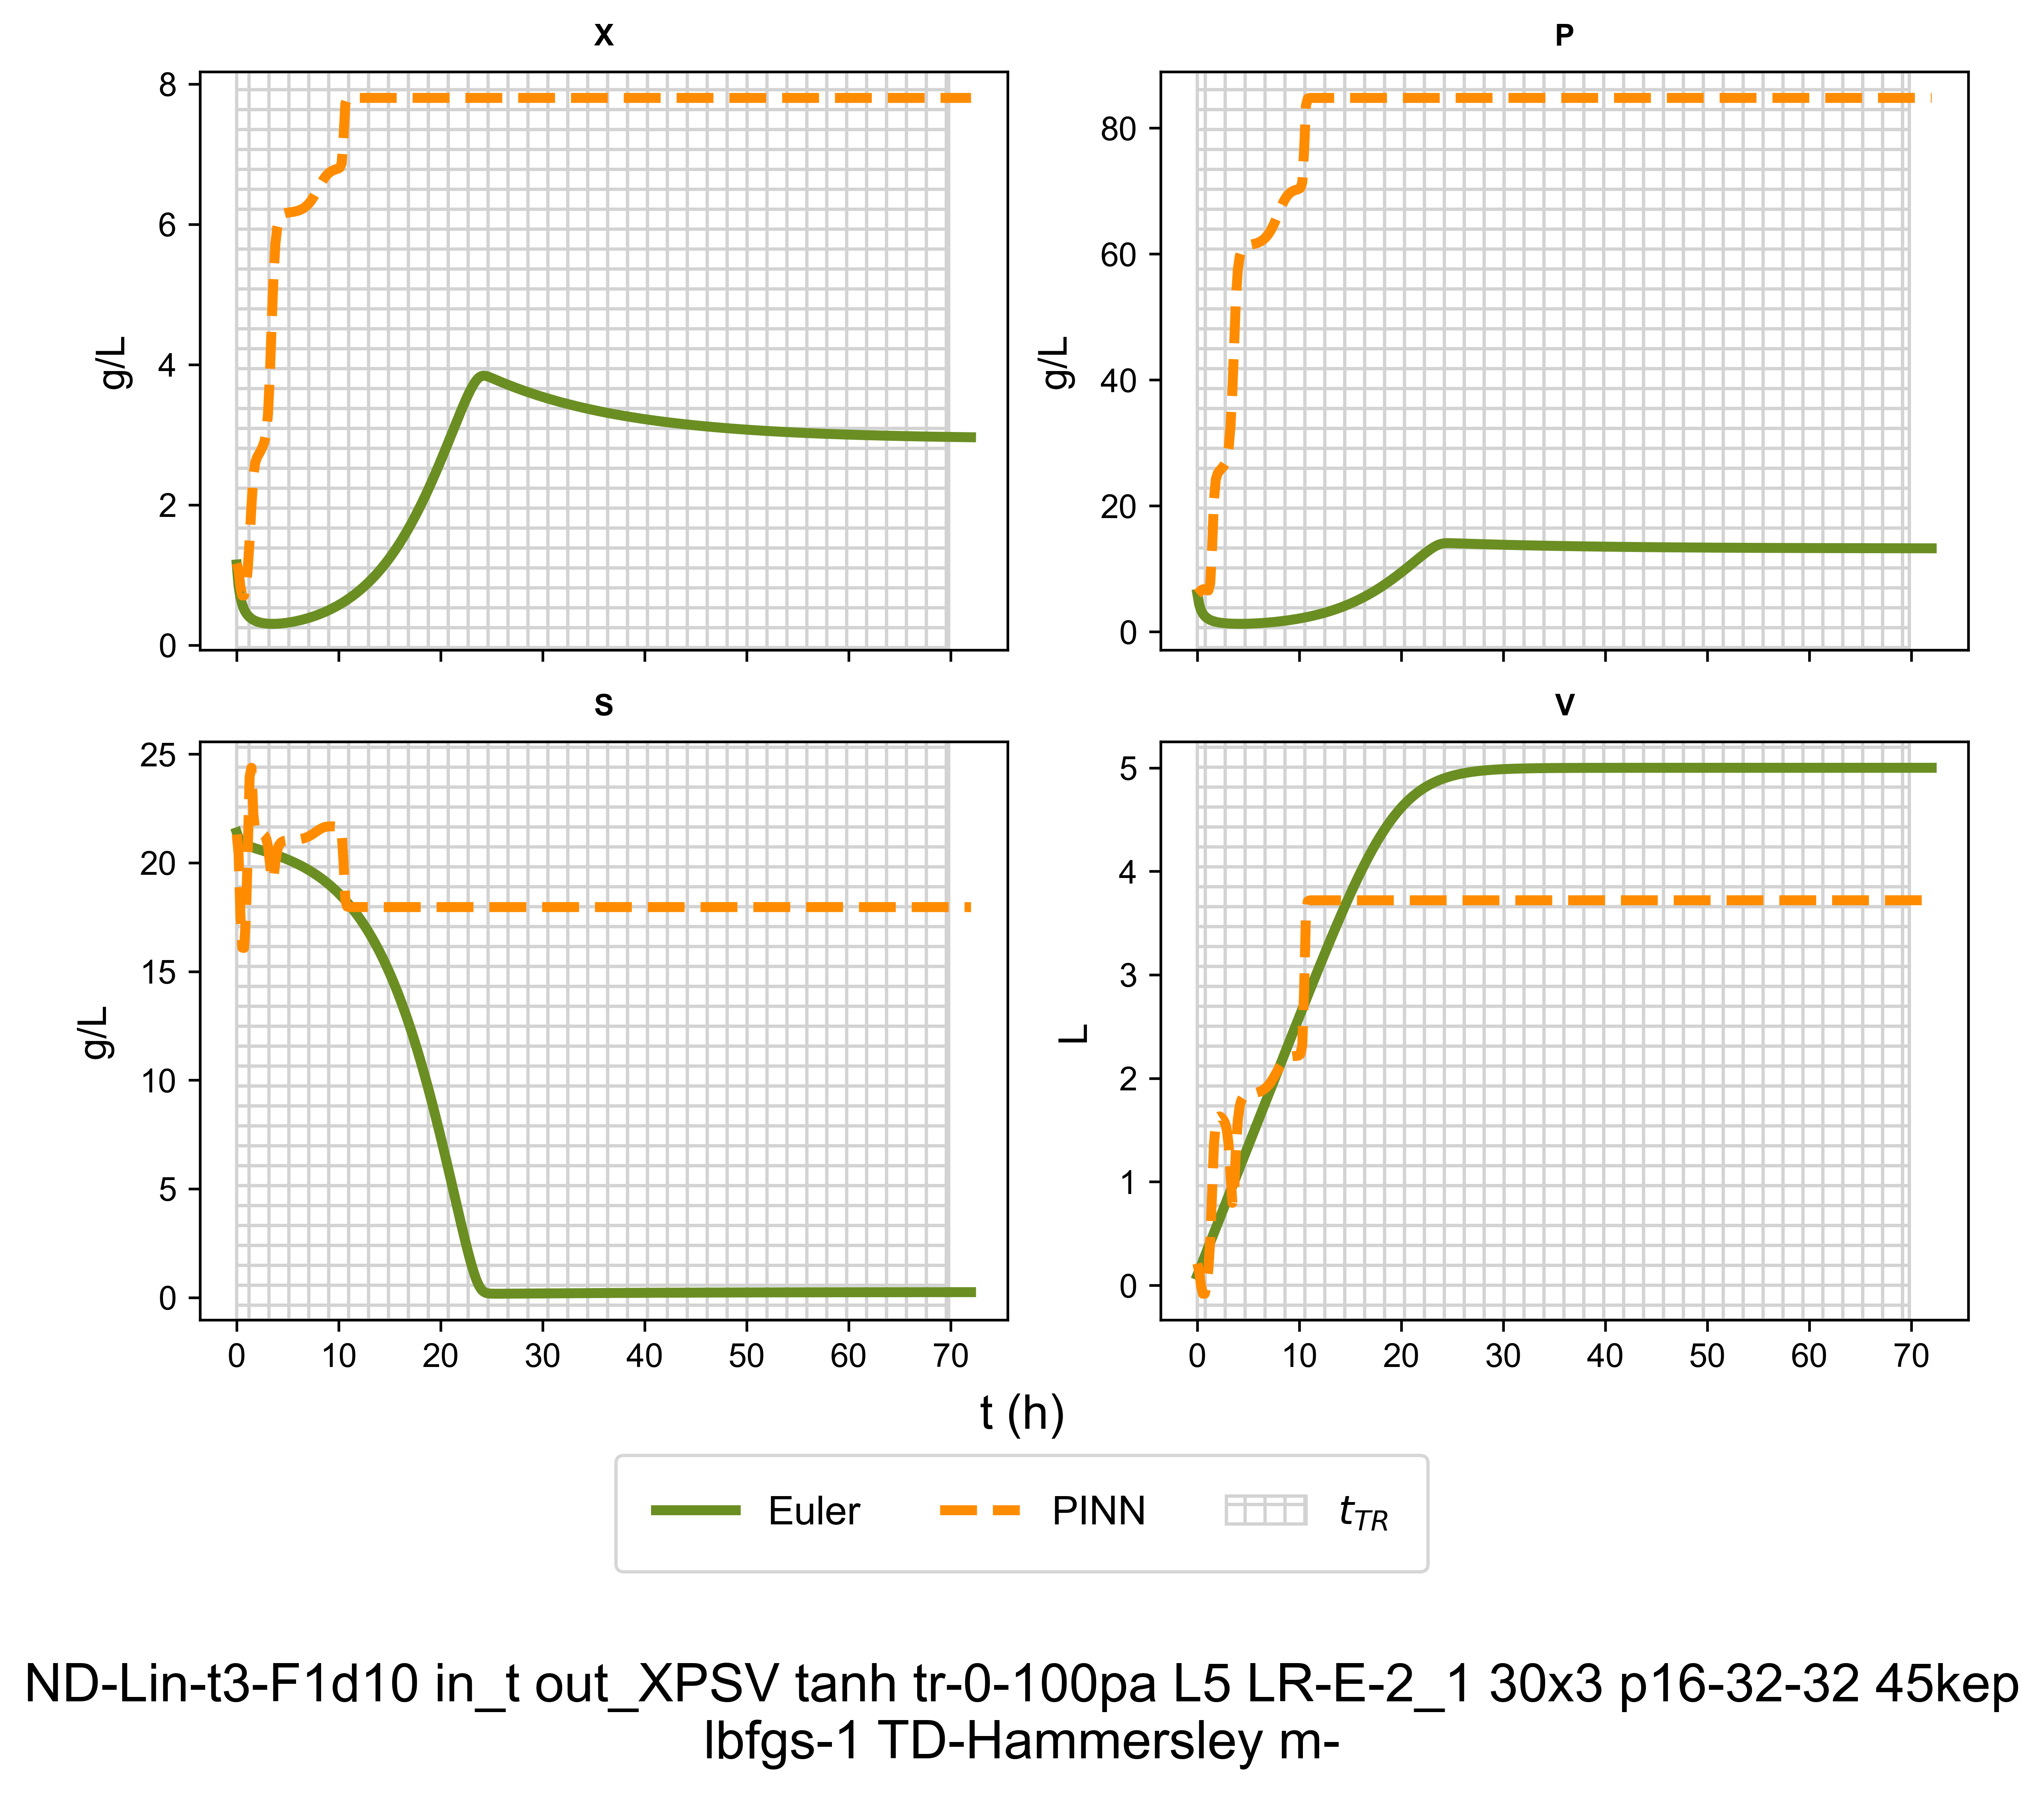 X
8
6
4
2
0
g/L
P
80
60
40
20
0
g/L
S
25
20
15
10
5
0
g/L
0 10 20 30 40 50 60 70
V
5
4
3
2
1
0
L
0 10 20 30 40 50 60 70
t (h)
Euler PINN t_TR
ND-Lin-t3-F1d10 in_t out_XPSV tanh tr-0-100pa L5 LR-E-2_1 30x3 p16-32-32 45kep
lbfgs-1 TD-Hammersley m-